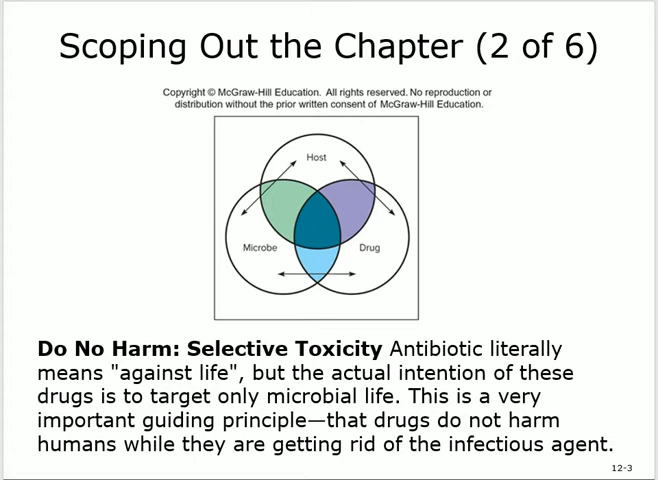 Scoping Out the Chapter (2 of 6)
Copyright © McGraw-Hill Education. All rights reserved. No reproduction or
distribution without the prior written consent of McGraw-Hill Education.
Host
Microbe
Drug
Do No Harm: Selective Toxicity Antibiotic literally
means "against life", but the actual intention of these
drugs is to target only microbial life. This is a very
important guiding principle—that drugs do not harm
humans while they are getting rid of the infectious agent.
12-3